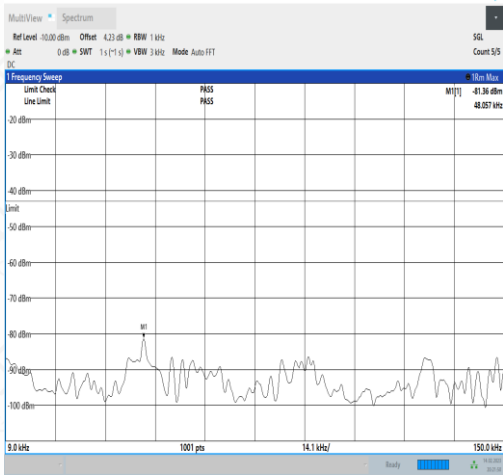 MultiView Spectrum
Ref Level -10.00 dBm Offset 4.23 dB RBW 1 kHz SGL
Att 0 dB SWT 1 s (~1 s) VBW 3 kHz Mode Auto FFT Count 5/5
DC
1 Frequency Sweep 1Rm Max
Limit Check PASS M1[1] -81.36 dBm
Line Limit PASS 48.057 kHz
-20 dBm
-30 dBm
-40 dBm
Limit
-50 dBm
-60 dBm
-70 dBm
-80 dBm
M1
-90 dBm
-100 dBm
9.0 kHz 1001 pts 14.1 kHz/ 150.0 kHz
Ready